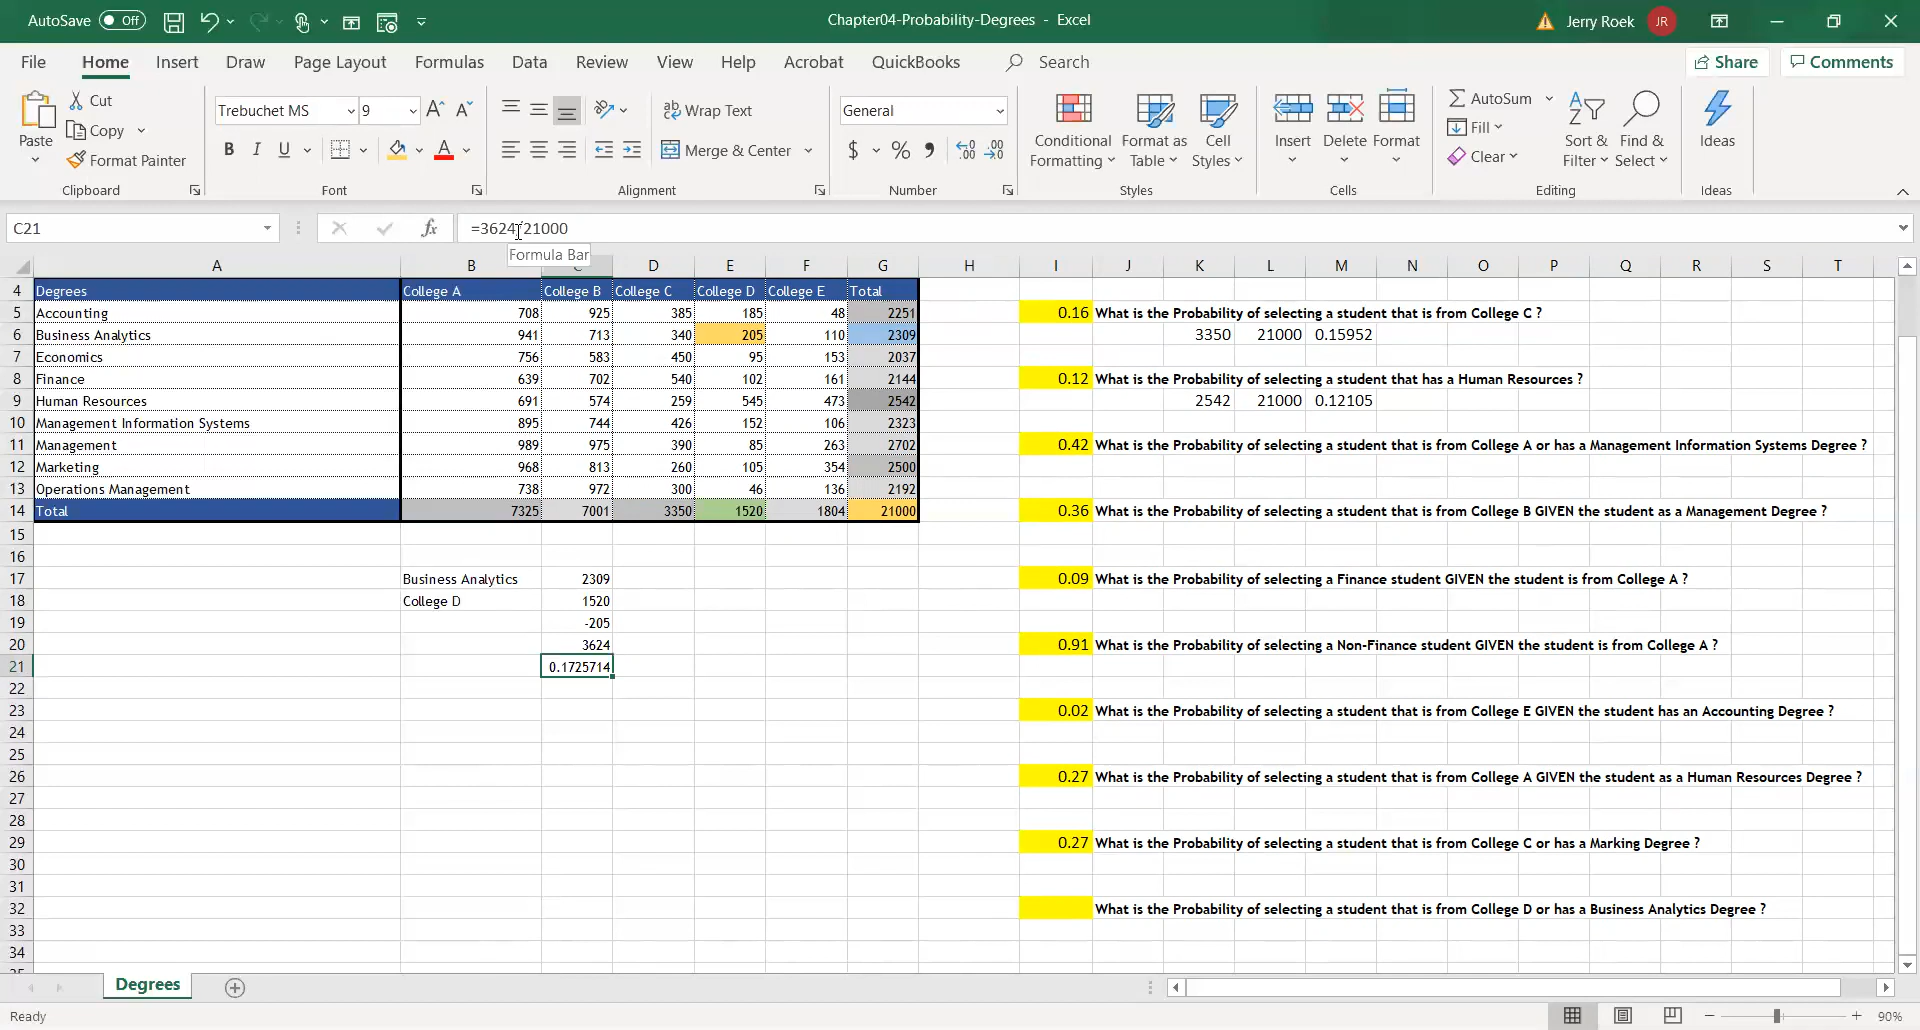 AutoSave Off Chapter04-Probability-Degrees - Excel Jerry Roek JR
File Home Insert Draw Page Layout Formulas Data Review View Help Acrobat QuickBooks Search Share Comments
Cut
Copy
Format Painter
Paste
Clipboard
Trebuchet MS 9 A A
B I U A
Font
ab Wrap Text
Merge & Center
Alignment
General
$ % 9 .00 .00
Number
Conditional Formatting
Format as Table
Cell Styles
Styles
Insert Delete Format
Cells
AutoSum
Fill
Clear
Sort & Filter
Find & Select
Editing
Ideas
Ideas
C21 fx =3624/21000
Formula Bar
A B C D E F G H I J K L M N O P Q R S T
4 Degrees College A College B College C College D College E Total
5 Accounting 708 925 385 185 48 2251 0.16 What is the Probability of selecting a student that is from College C ?
6 Business Analytics 941 713 340 205 110 2309 3350 21000 0.15952
7 Economics 756 583 450 95 153 2037
8 Finance 639 702 540 102 161 2144 0.12 What is the Probability of selecting a student that has a Human Resources ?
9 Human Resources 691 574 259 545 473 2542 2542 21000 0.12105
10 Management Information Systems 895 744 426 152 106 2323
11 Management 989 975 390 85 263 2702 0.42 What is the Probability of selecting a student that is from College A or has a Management Information Systems Degree ?
12 Marketing 968 813 260 105 354 2500
13 Operations Management 738 972 300 46 136 2192
14 Total 7325 7001 3350 1520 1804 21000 0.36 What is the Probability of selecting a student that is from College B GIVEN the student as a Management Degree ?
15
16
17 Business Analytics 2309 0.09 What is the Probability of selecting a Finance student GIVEN the student is from College A ?
18 College D 1520
19 -205
20 3624 0.91 What is the Probability of selecting a Non-Finance student GIVEN the student is from College A ?
21 0.1725714
22
23 0.02 What is the Probability of selecting a student that is from College E GIVEN the student has an Accounting Degree ?
24
25
26 0.27 What is the Probability of selecting a student that is from College A GIVEN the student as a Human Resources Degree ?
27
28
29 0.27 What is the Probability of selecting a student that is from College C or has a Marking Degree ?
30
31
32 What is the Probability of selecting a student that is from College D or has a Business Analytics Degree ?
33
34
Degrees
Ready 90%